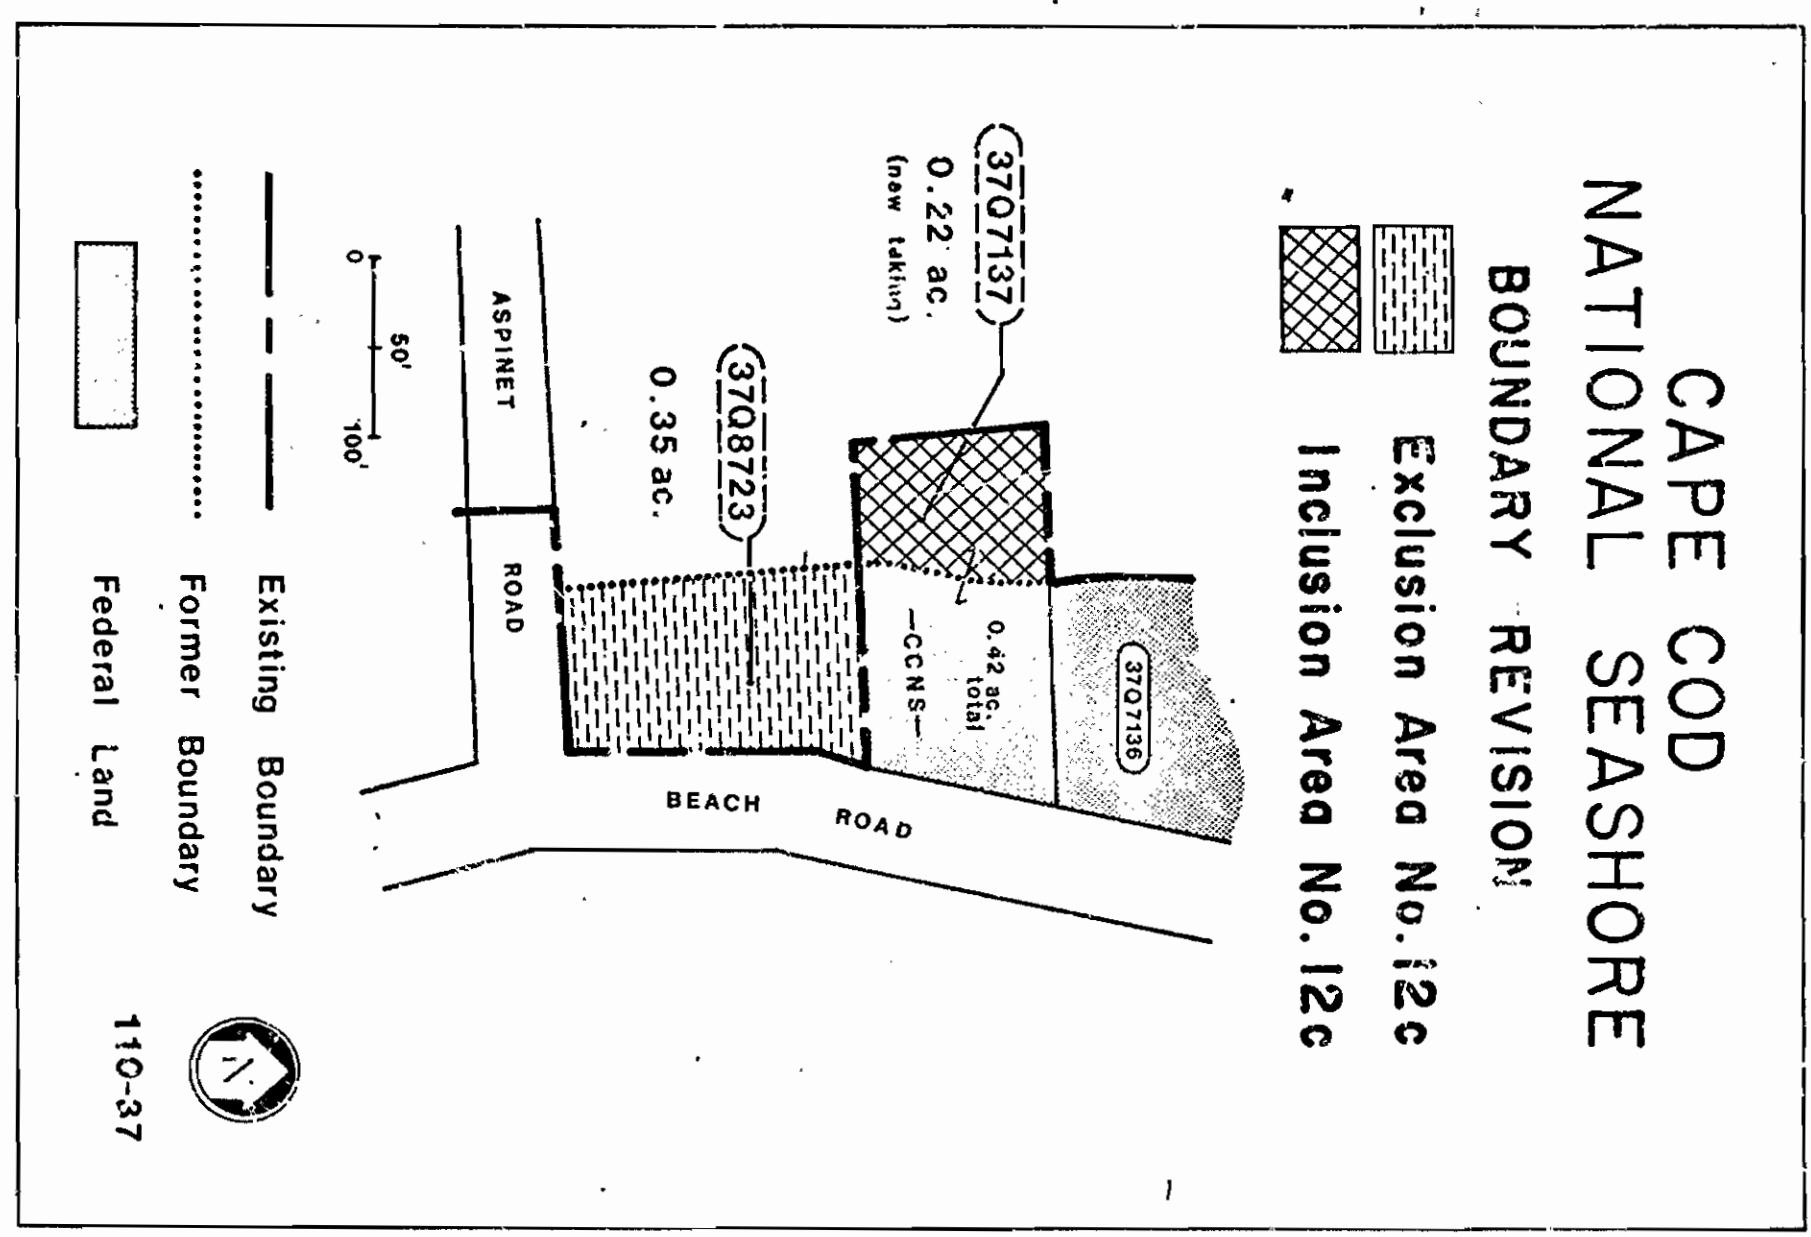 CAPE COD
NATIONAL SEASHORE
BOUNDARY REVISION
Exclusion Area No. 12c
Inclusion Area No. 12c
37Q7137
0.22 ac.
(new taking)
37Q7136
0.42 ac.
total
—CCNS—
37Q8723
0.35 ac.
BEACH ROAD
ASPINET ROAD
0 50' 100'
Existing Boundary
Former Boundary
Federal Land
N
110-37